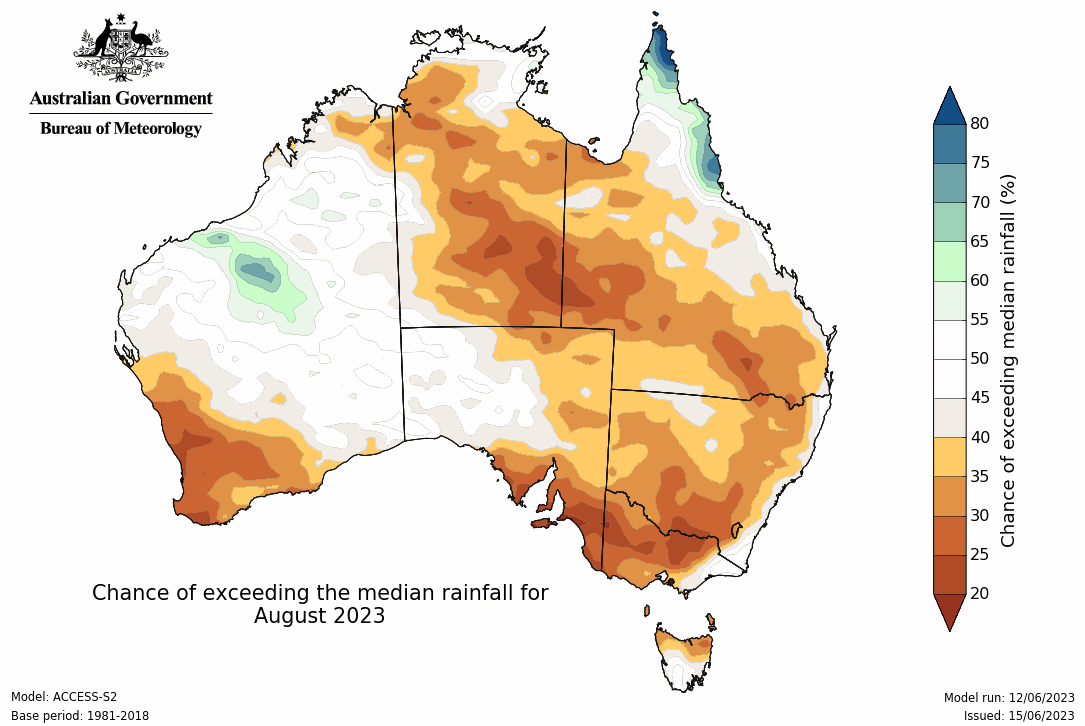 AUSTRALIA
Australian Government
Bureau of Meteorology
80
75
70
65
60
55
50
45
40
35
30
25
20
Chance of exceeding median rainfall (%)
Chance of exceeding the median rainfall for
August 2023
Model: ACCESS-S2
Base period: 1981-2018
Model run: 12/06/2023
Issued: 15/06/2023